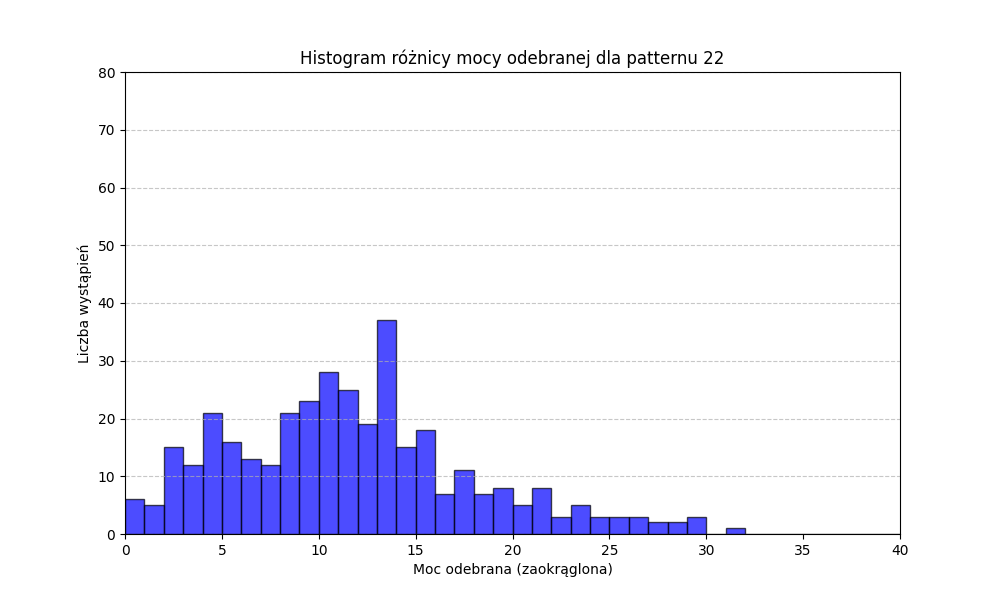 Histogram różnicy mocy odebranej dla patternu 22
80
70
60
50
40
30
20
10
0
Liczba wystąpień
0 5 10 15 20 25 30 35 40
Moc odebrana (zaokrąglona)